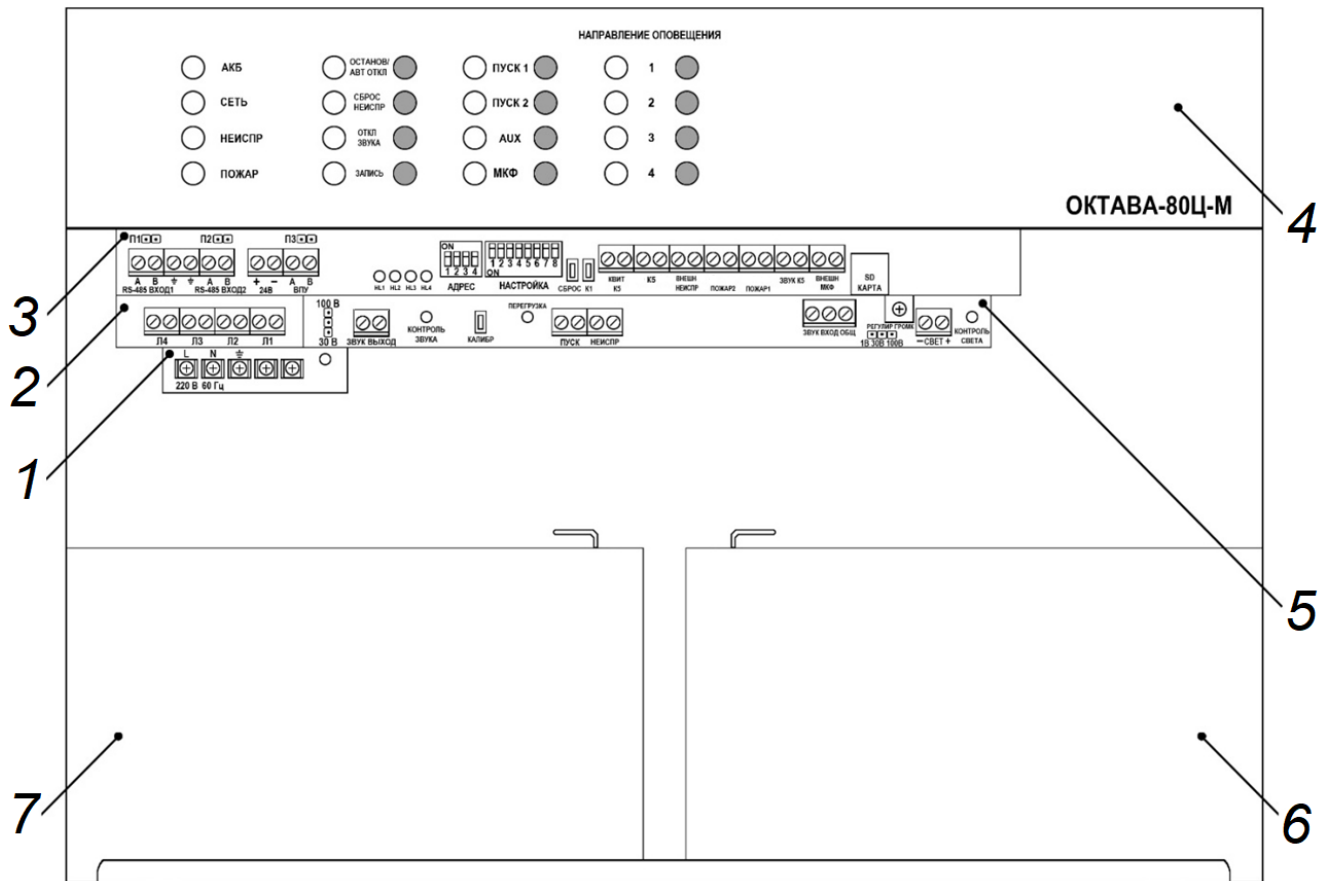 НАПРАВЛЕНИЕ ОПОВЕЩЕНИЯ
АКБ ОСТАНОВ/ АВТ ОТКЛ ПУСК 1 1
СЕТЬ СБРОС НЕИСПР ПУСК 2 2
НЕИСПР ОТКЛ ЗВУКА AUX 3
ПОЖАР ЗАПИСЬ МКФ 4
ОКТАВА-80Ц-М
4
П1 П2 П3
ON
1 2 3 4
1 2 3 4 5 6 7 8
ON
A B A B + − A B
RS-485 ВХОД1 RS-485 ВХОД2 24В ВПУ
HL1 HL2 HL3 HL4
АДРЕС НАСТРОЙКА СБРОС К1
КВИТ К5
К5
ВНЕШН НЕИСПР
ПОЖАР2 ПОЖАР1
ЗВУК К5
ВНЕШН МКФ
SD КАРТА
3
100 В
30 В
Л4 Л3 Л2 Л1
ЗВУК ВЫХОД
КОНТРОЛЬ ЗВУКА
КАЛИБР
ПЕРЕГРУЗКА
ПУСК НЕИСПР
ЗВУК ВХОД ОБЩ
РЕГУЛИР ГРОМК
1В 30В 100В
− СВЕТ +
КОНТРОЛЬ СВЕТА
2
L N
220 В 60 Гц
1
5
7
6